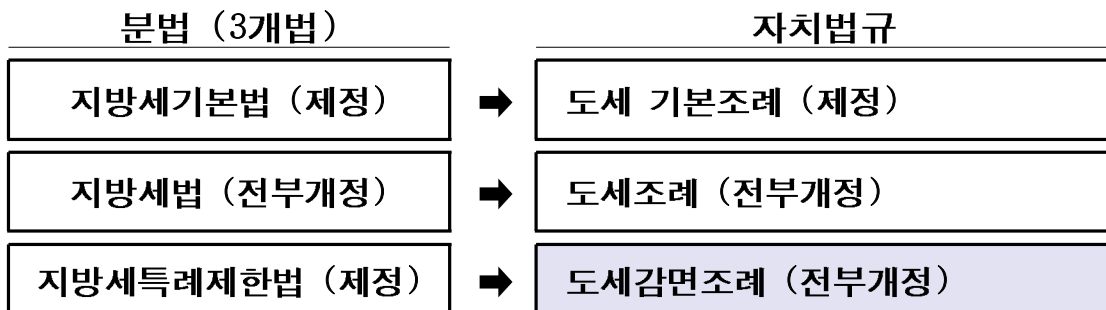 분법 (3개법) 자치법규
지방세기본법 (제정) ➡ 도세 기본조례 (제정)
지방세법 (전부개정) ➡ 도세조례 (전부개정)
지방세특례제한법 (제정) ➡ 도세감면조례 (전부개정)